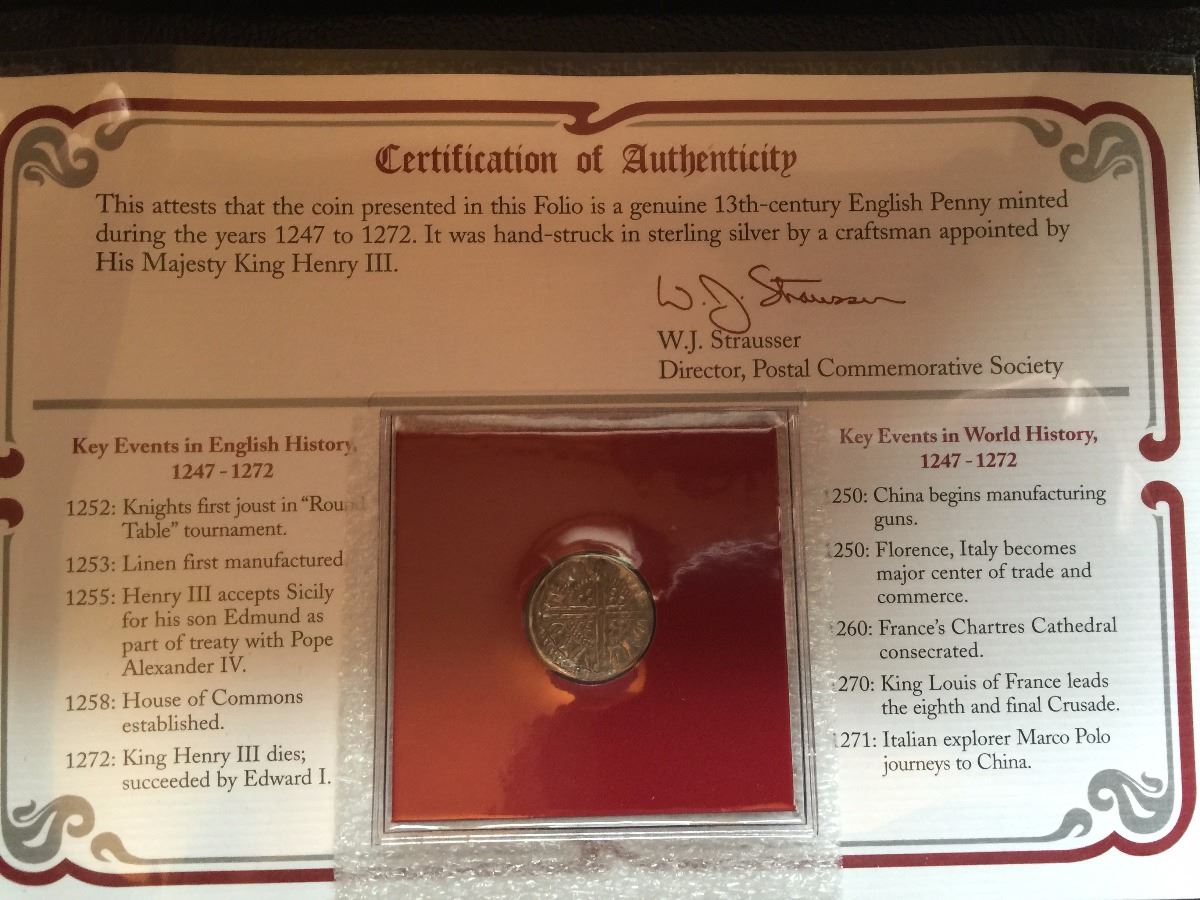 Certification of Authenticity
This attests that the coin presented in this Folio is a genuine 13th-century English Penny minted
during the years 1247 to 1272. It was hand-struck in sterling silver by a craftsman appointed by
His Majesty King Henry III.
W. J. Strausser
W.J. Strausser
Director, Postal Commemorative Society
Key Events in English History,
1247 - 1272
1252: Knights first joust in “Round
Table” tournament.
1253: Linen first manufactured
1255: Henry III accepts Sicily
for his son Edmund as
part of treaty with Pope
Alexander IV.
1258: House of Commons
established.
1272: King Henry III dies;
succeeded by Edward I.
Key Events in World History,
1247 - 1272
1250: China begins manufacturing
guns.
1250: Florence, Italy becomes
major center of trade and
commerce.
1260: France’s Chartres Cathedral
consecrated.
1270: King Louis of France leads
the eighth and final Crusade.
1271: Italian explorer Marco Polo
journeys to China.